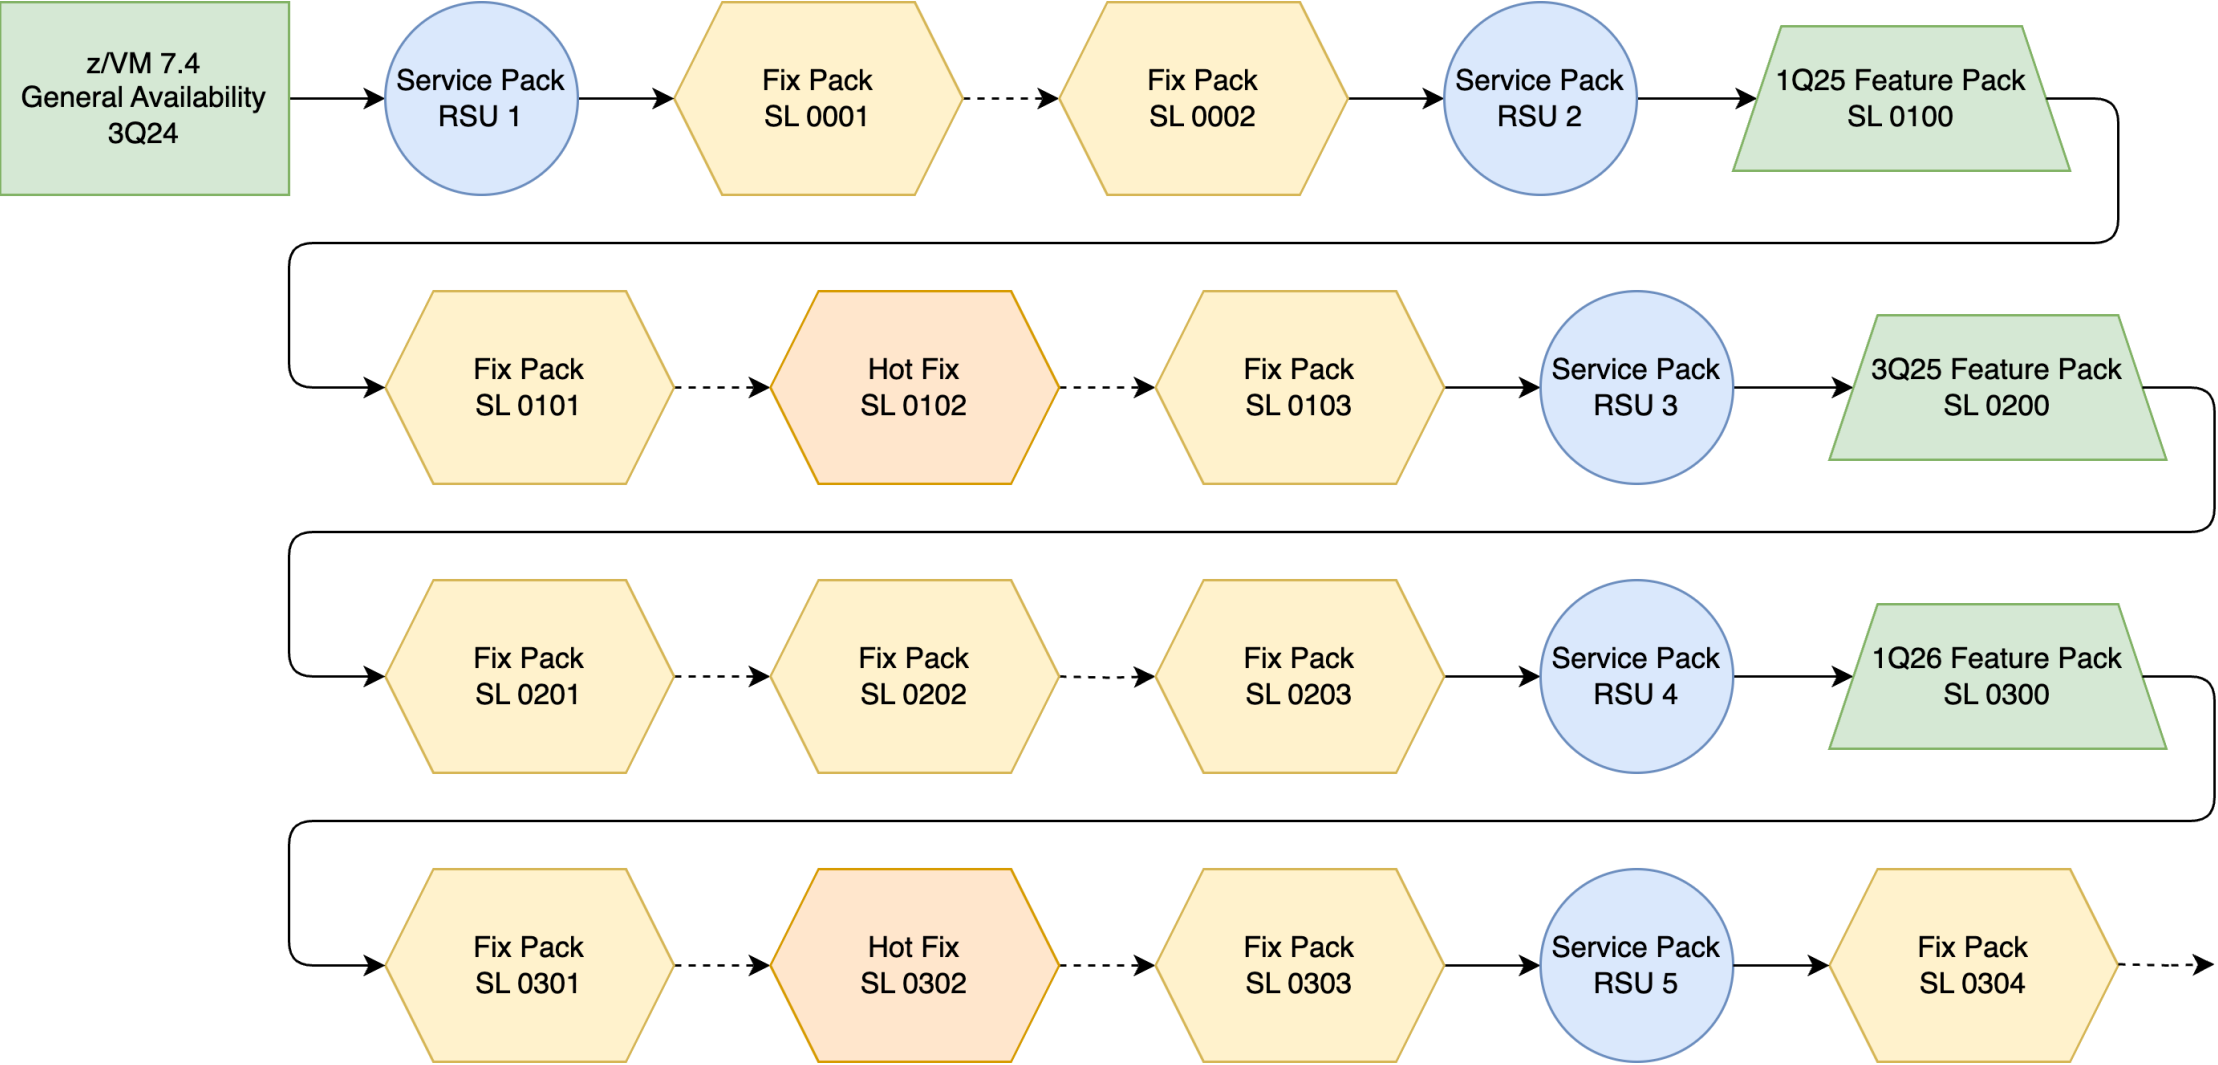 z/VM 7.4
General Availability
3Q24
Service Pack
RSU 1
Fix Pack
SL 0001
Fix Pack
SL 0002
Service Pack
RSU 2
1Q25 Feature Pack
SL 0100
Fix Pack
SL 0101
Hot Fix
SL 0102
Fix Pack
SL 0103
Service Pack
RSU 3
3Q25 Feature Pack
SL 0200
Fix Pack
SL 0201
Fix Pack
SL 0202
Fix Pack
SL 0203
Service Pack
RSU 4
1Q26 Feature Pack
SL 0300
Fix Pack
SL 0301
Hot Fix
SL 0302
Fix Pack
SL 0303
Service Pack
RSU 5
Fix Pack
SL 0304